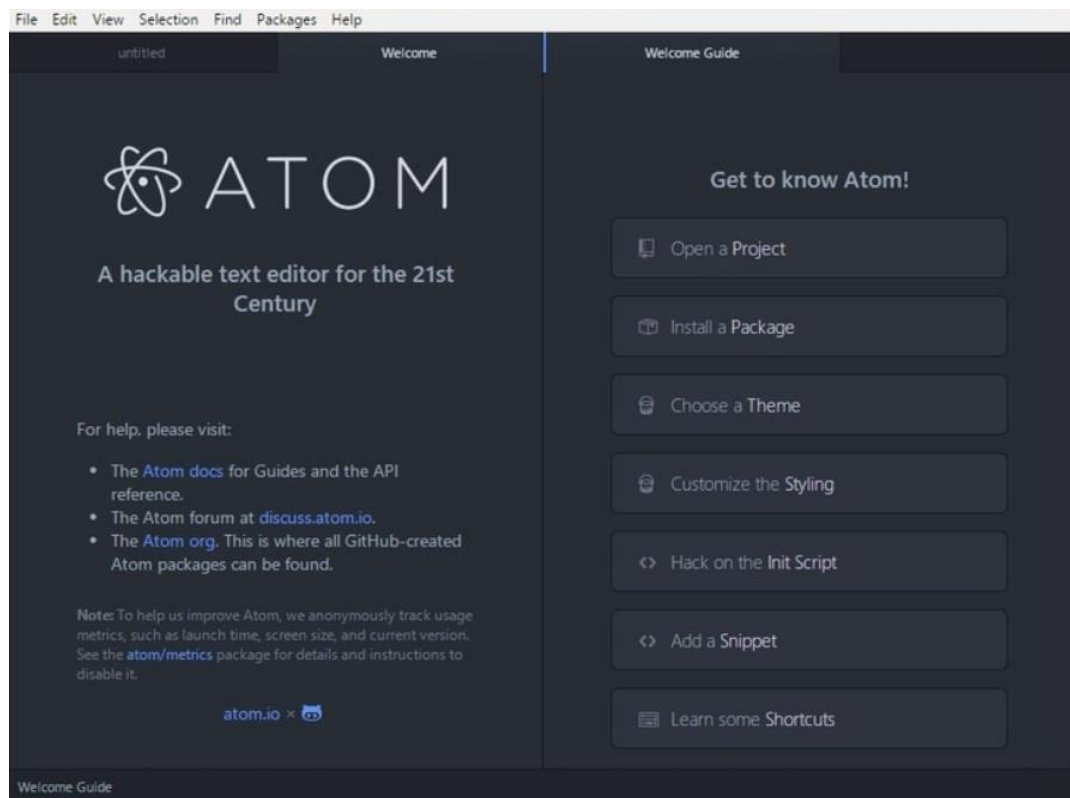 File Edit View Selection Find Packages Help
untitled
Welcome
Welcome Guide
ATOM
A hackable text editor for the 21st
Century
For help, please visit:
• The Atom docs for Guides and the API
reference.
• The Atom forum at discuss.atom.io.
• The Atom org. This is where all GitHub-created
Atom packages can be found.
Note: To help us improve Atom, we anonymously track usage
metrics, such as launch time, screen size, and current version.
See the atom/metrics package for details and instructions to
disable it.
atom.io ×
Get to know Atom!
Open a Project
Install a Package
Choose a Theme
Customize the Styling
Hack on the Init Script
Add a Snippet
Learn some Shortcuts
Welcome Guide